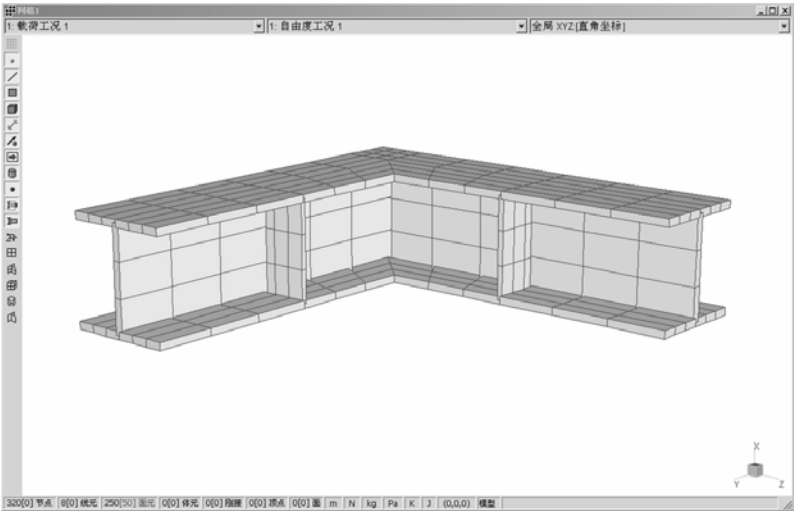 网格1
1: 载荷工况 1 1: 自由度工况 1 全局 XYZ [直角坐标]
X
Y Z
320[0] 节点 8[0] 线元 250[50] 面元 0[0] 体元 0[0] 刚接 0[0] 顶点 0[0] 面 m N kg Pa K J (0,0,0) 模型